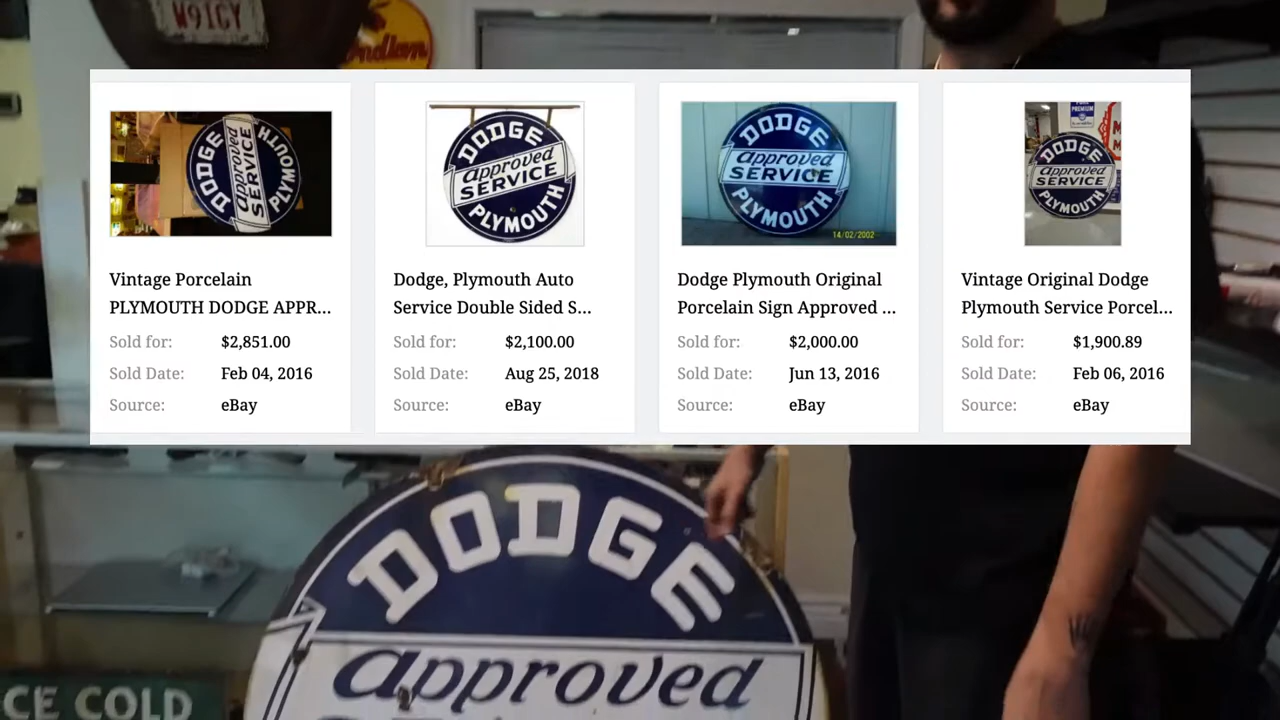 W9ICY
Indian
DODGE
approved
SERVICE
PLYMOUTH
DODGE
approved
SERVICE
PLYMOUTH
DODGE
approved
SERVICE
PLYMOUTH
14/02/2002
PREMIUM
DODGE
approved
SERVICE
PLYMOUTH
Vintage Porcelain
PLYMOUTH DODGE APPR...
Sold for: $2,851.00
Sold Date: Feb 04, 2016
Source: eBay
Dodge, Plymouth Auto
Service Double Sided S...
Sold for: $2,100.00
Sold Date: Aug 25, 2018
Source: eBay
Dodge Plymouth Original
Porcelain Sign Approved ...
Sold for: $2,000.00
Sold Date: Jun 13, 2016
Source: eBay
Vintage Original Dodge
Plymouth Service Porcel...
Sold for: $1,900.89
Sold Date: Feb 06, 2016
Source: eBay
DODGE
approved
CE COLD